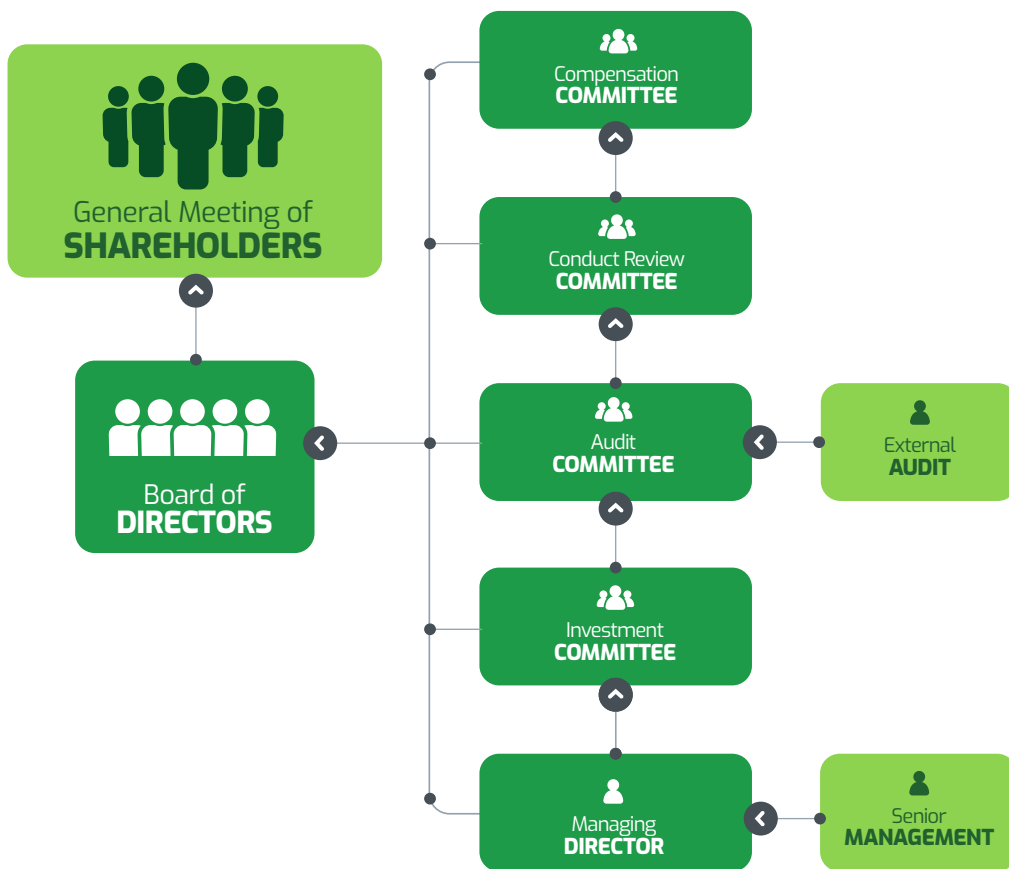 General Meeting of
SHAREHOLDERS
Board of
DIRECTORS
Compensation
COMMITTEE
Conduct Review
COMMITTEE
Audit
COMMITTEE
External
AUDIT
Investment
COMMITTEE
Managing
DIRECTOR
Senior
MANAGEMENT